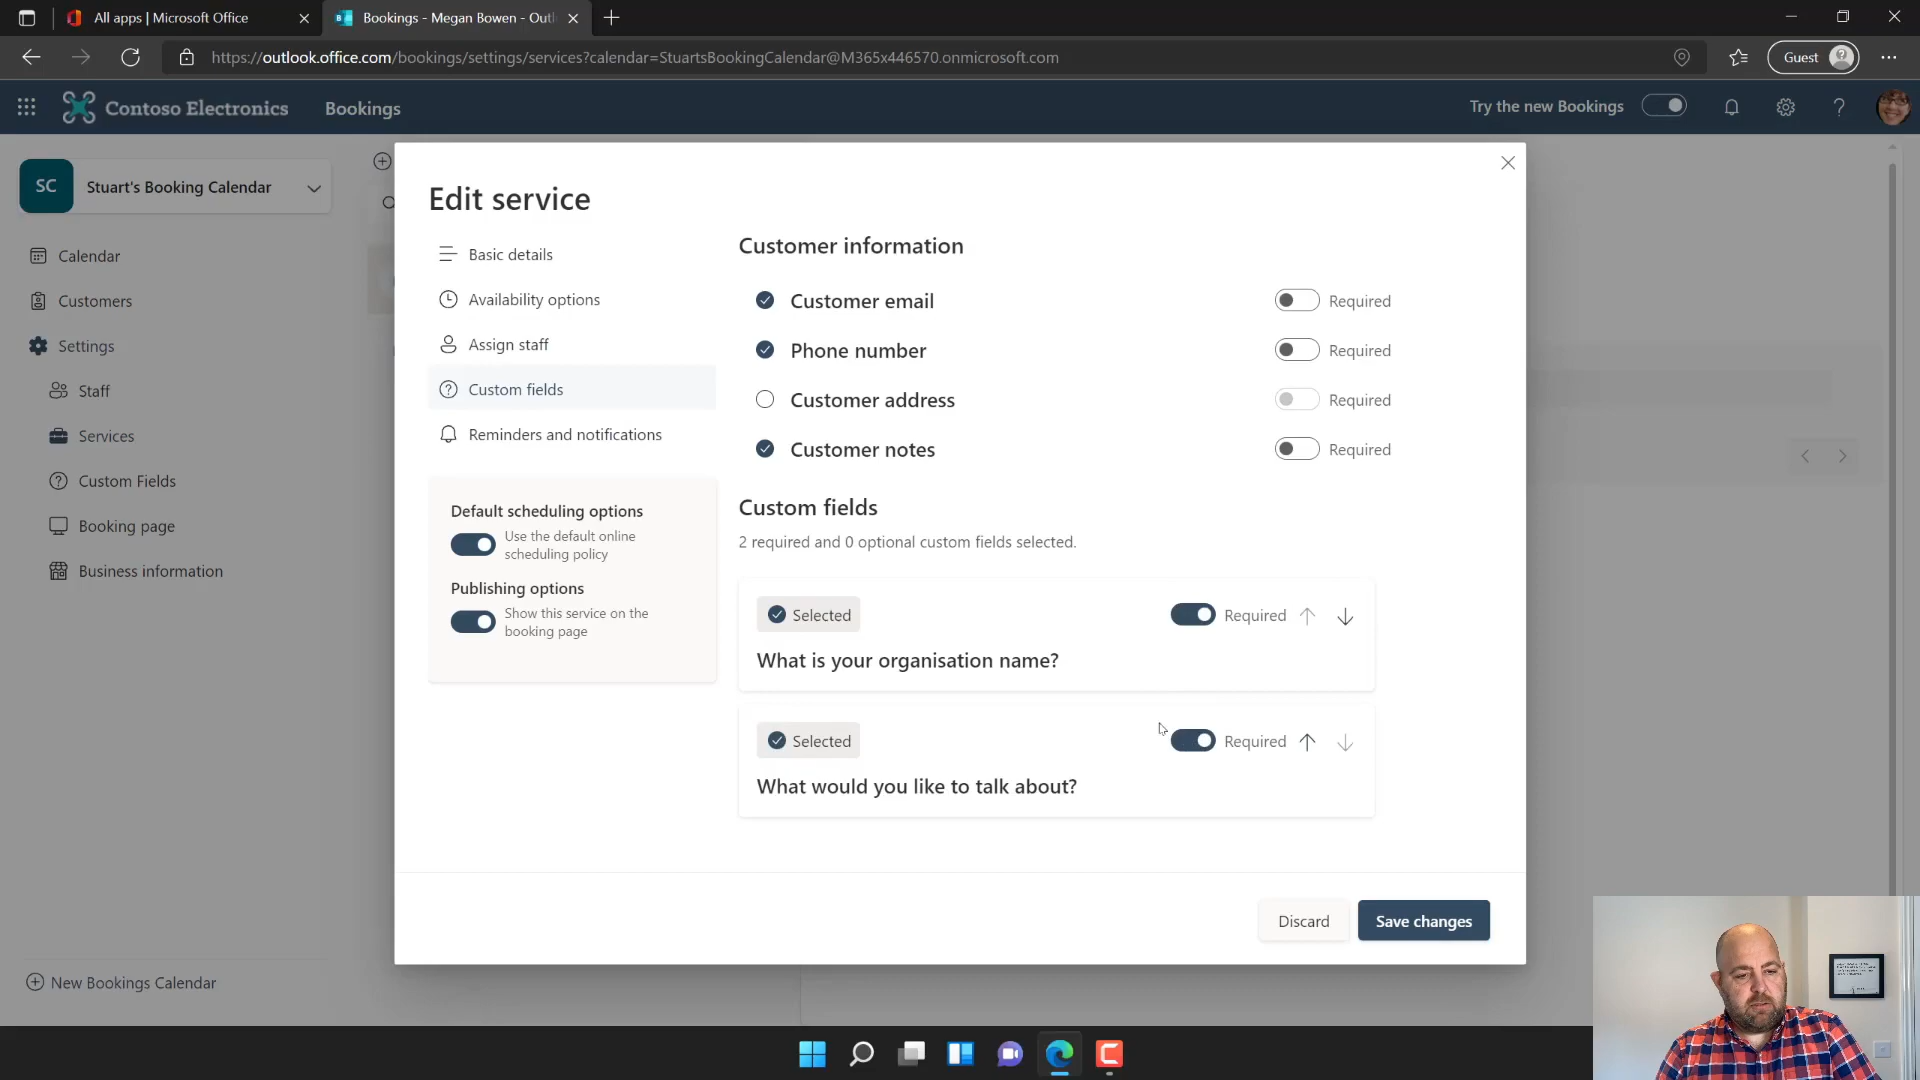 All apps | Microsoft Office
Bookings - Megan Bowen - Outl
https://outlook.office.com/bookings/settings/services?calendar=StuartsBookingCalendar@M365x446570.onmicrosoft.com
Guest
Contoso Electronics
Bookings
Try the new Bookings
SC
Stuart's Booking Calendar
Calendar
Customers
Settings
Staff
Services
Custom Fields
Booking page
Business information
New Bookings Calendar
Edit service
Basic details
Availability options
Assign staff
Custom fields
Reminders and notifications
Default scheduling options
Use the default online
scheduling policy
Publishing options
Show this service on the
booking page
Customer information
Customer email
Required
Phone number
Required
Customer address
Required
Customer notes
Required
Custom fields
2 required and 0 optional custom fields selected.
Selected
Required
What is your organisation name?
Selected
Required
What would you like to talk about?
Discard
Save changes